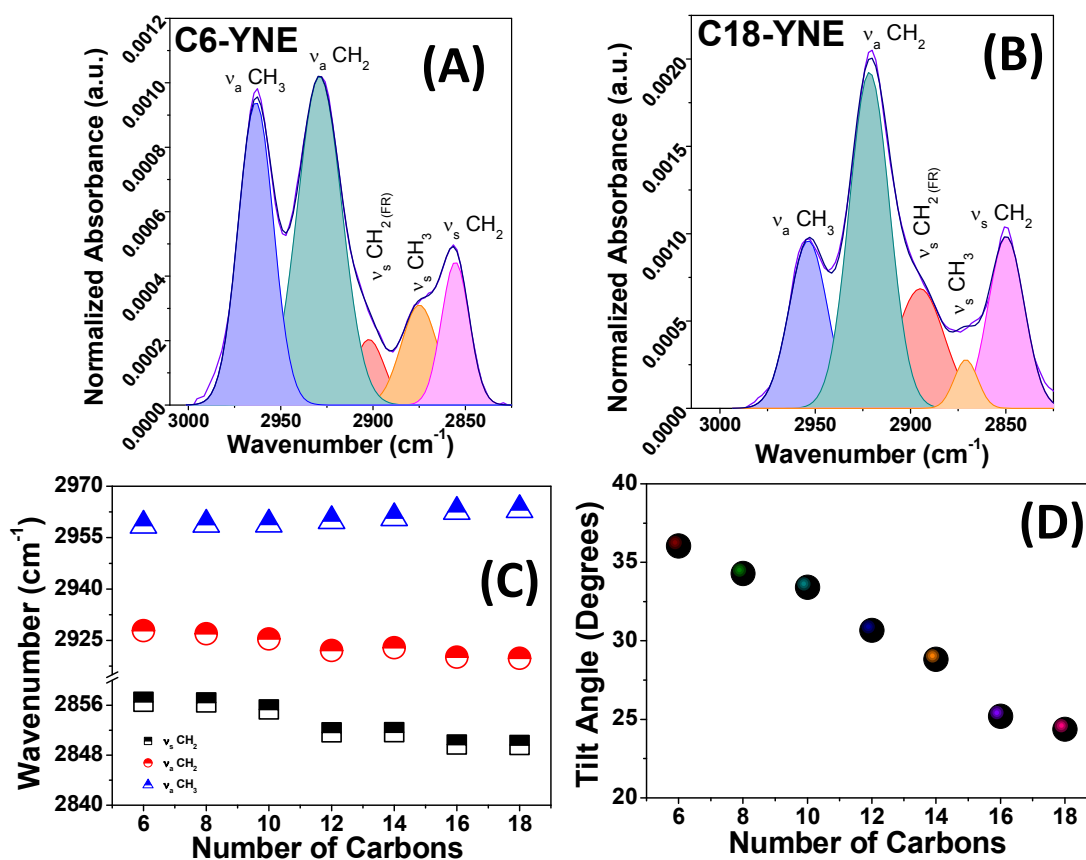 C6-YNE
(A)
νa CH3
νa CH2
νs CH2 (FR)
νs CH3
νs CH2
Normalized Absorbance (a.u.)
0.0012
0.0010
0.0008
0.0006
0.0004
0.0002
0.0000
3000 2950 2900 2850
Wavenumber (cm-1)
C18-YNE
(B)
νa CH3
νa CH2
νs CH2 (FR)
νs CH3
νs CH2
Normalized Absorbance (a.u.)
0.0020
0.0015
0.0010
0.0005
0.0000
3000 2950 2900 2850
Wavenumber (cm-1)
(C)
Wavenumber (cm-1)
2970
2955
2940
2925
2856
2848
2840
νs CH2
νa CH2
νa CH3
6 8 10 12 14 16 18
Number of Carbons
(D)
Tilt Angle (Degrees)
40
35
30
25
20
6 8 10 12 14 16 18
Number of Carbons